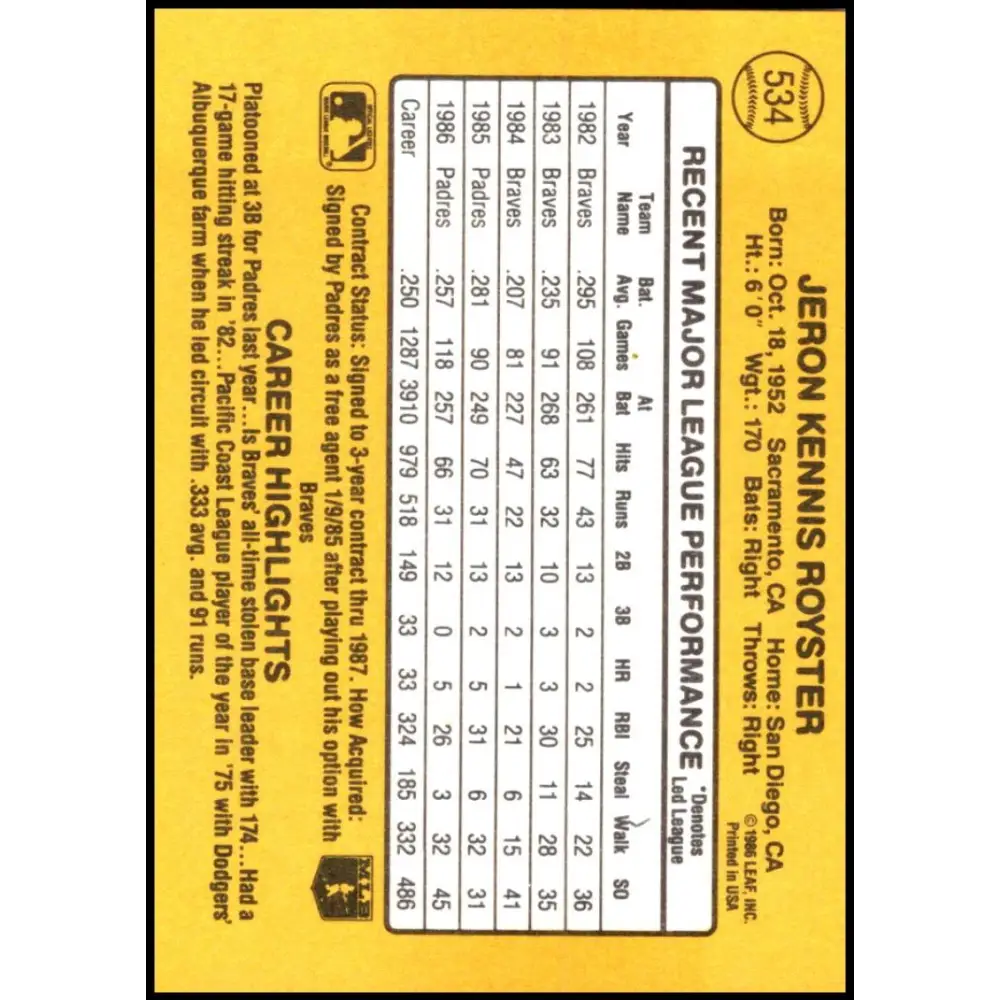 534
JERON KENNIS ROYSTER
Born: Oct. 18, 1952 Sacramento, CA Home: San Diego, CA
Ht.: 6'0" Wgt.: 170 Bats: Right Throws: Right
©1986 LEAF, INC.
Printed in USA
RECENT MAJOR LEAGUE PERFORMANCE *Denotes Led League
Year Team Name Bat. Avg. Games At Bat Hits Runs 2B 3B HR RBI Steal Walk SO
1982 Braves .295 108 261 77 43 13 2 2 25 14 22 36
1983 Braves .235 91 268 63 32 10 3 3 30 11 28 35
1984 Braves .207 81 227 47 22 13 2 1 21 6 15 41
1985 Padres .281 90 249 70 31 13 2 5 31 6 32 31
1986 Padres .257 118 257 66 31 12 0 5 26 3 32 45
Career .250 1287 3910 979 518 149 33 33 324 185 332 486
Contract Status: Signed to 3-year contract thru 1987. How Acquired:
Signed by Padres as a free agent 1/9/85 after playing out his option with
Braves
MLB
CAREER HIGHLIGHTS
Platooned at 3B for Padres last year...Is Braves' all-time stolen base leader with 174...Had a
17-game hitting streak in '82...Pacific Coast League player of the year in '75 with Dodgers'
Albuquerque farm when he led circuit with .333 avg. and 91 runs.